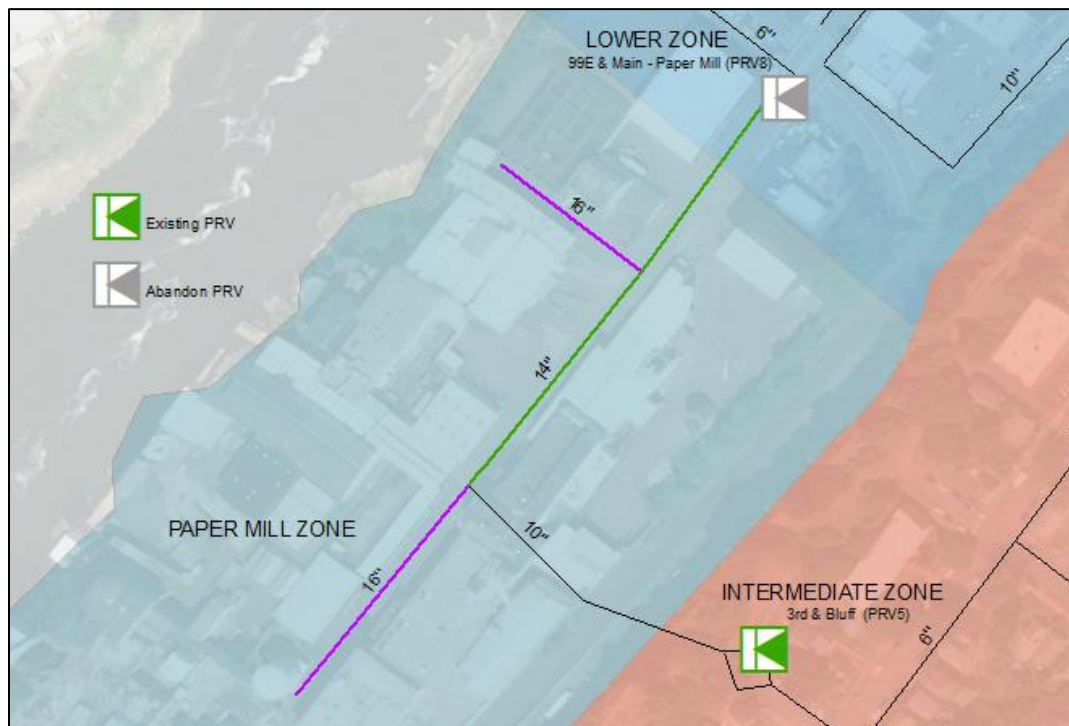 6"
LOWER ZONE
99E & Main - Paper Mill (PRV8)
10"
16"
Existing PRV
Abandon PRV
14"
PAPER MILL ZONE
10"
16"
INTERMEDIATE ZONE
3rd & Bluff (PRV5)
6"